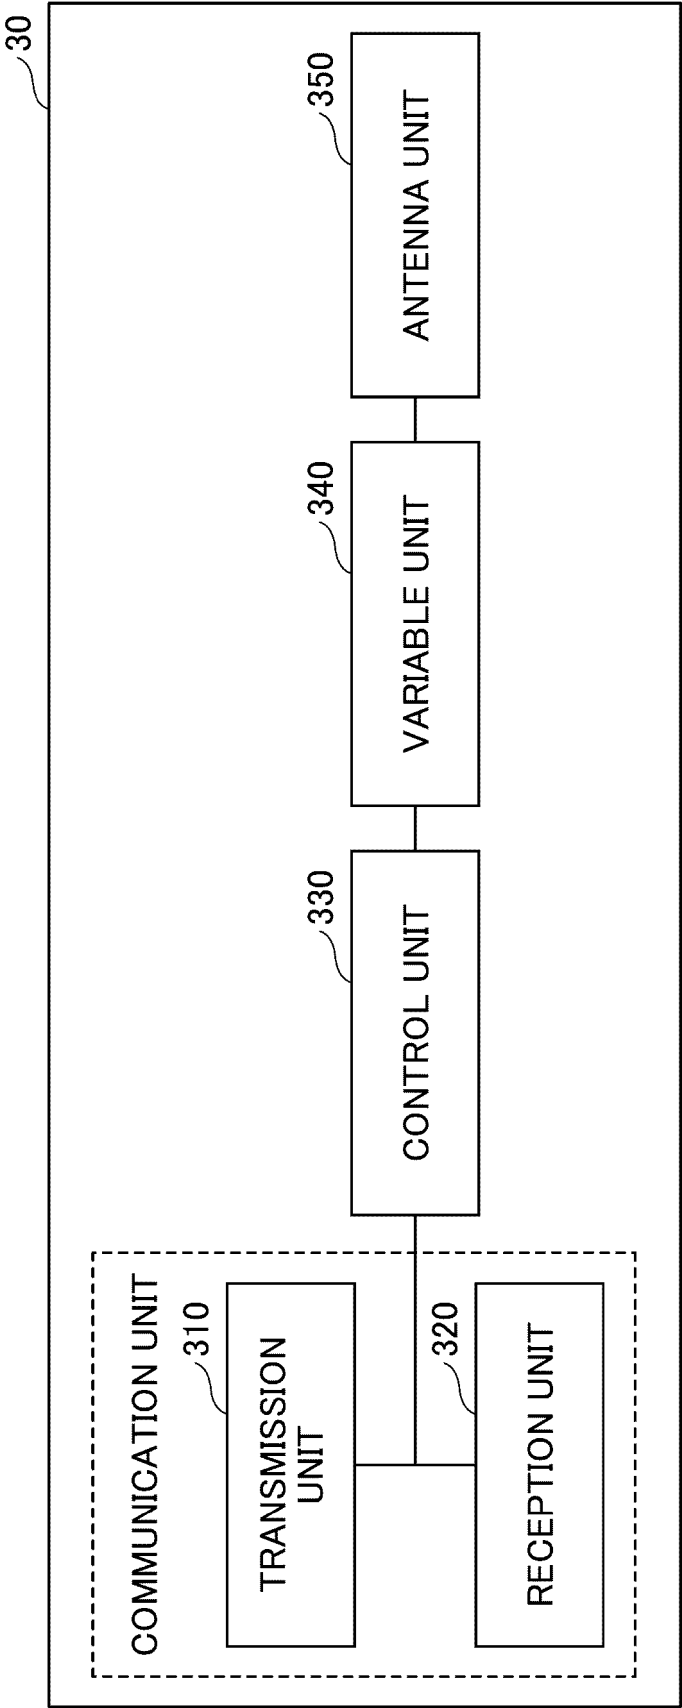 30
COMMUNICATION UNIT
310
TRANSMISSION
UNIT
320
RECEPTION UNIT
330
CONTROL UNIT
340
VARIABLE UNIT
350
ANTENNA UNIT